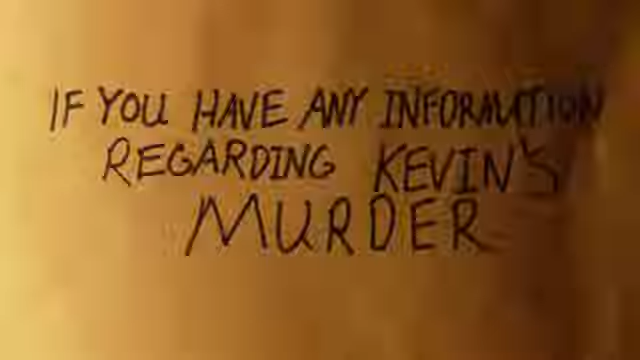 IF YOU HAVE ANY INFORMATION
REGARDING KEVIN'S
MURDER